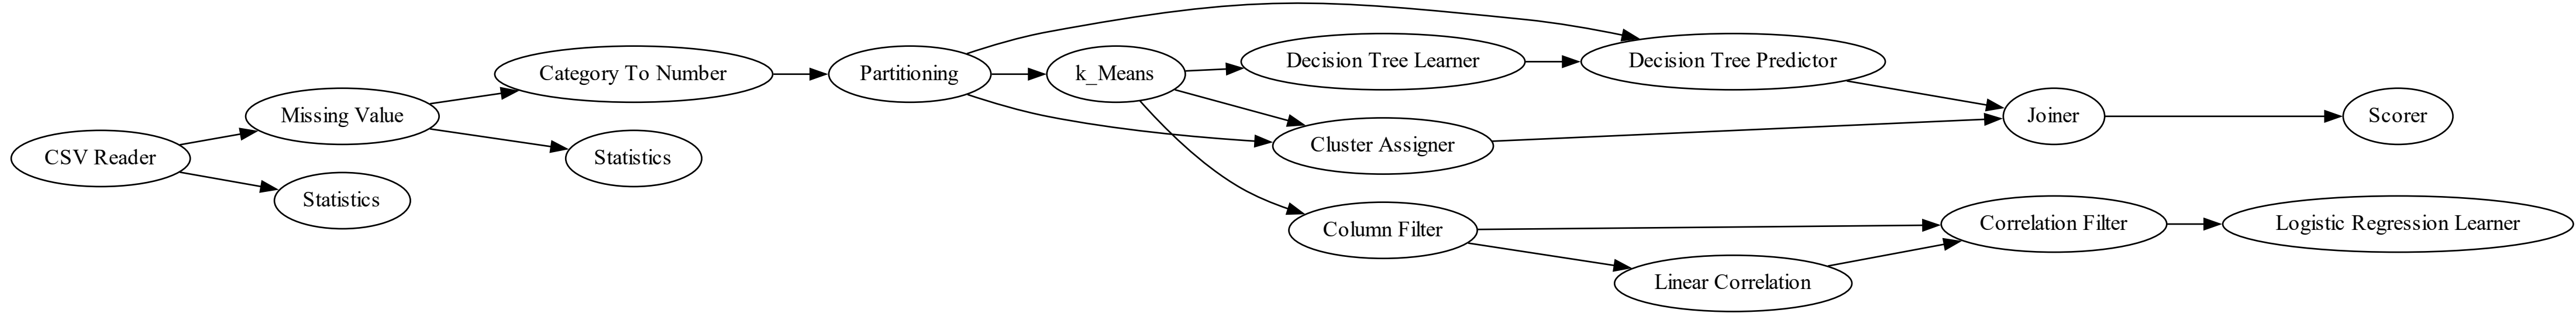 CSV Reader
Missing Value
Statistics
Category To Number
Statistics
Partitioning
k_Means
Decision Tree Learner
Cluster Assigner
Column Filter
Decision Tree Predictor
Linear Correlation
Joiner
Correlation Filter
Scorer
Logistic Regression Learner